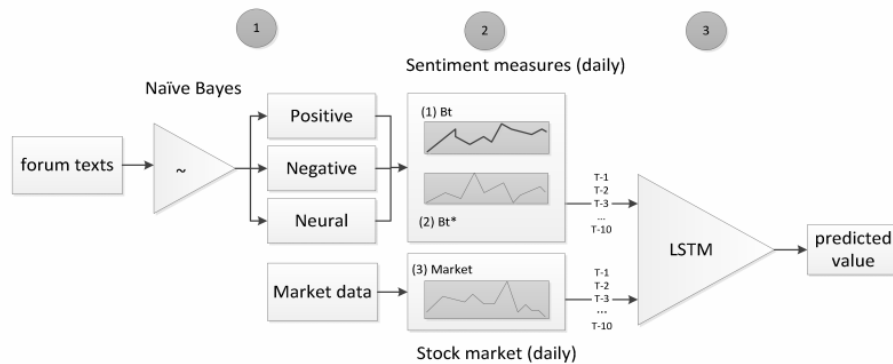 1
2
3
Sentiment measures (daily)
Naïve Bayes
forum texts
~
Positive
Negative
Neural
(1) Bt
(2) Bt*
T-1
T-2
T-3
...
T-10
Market data
(3) Market
T-1
T-2
T-3
...
T-10
Stock market (daily)
LSTM
predicted
value